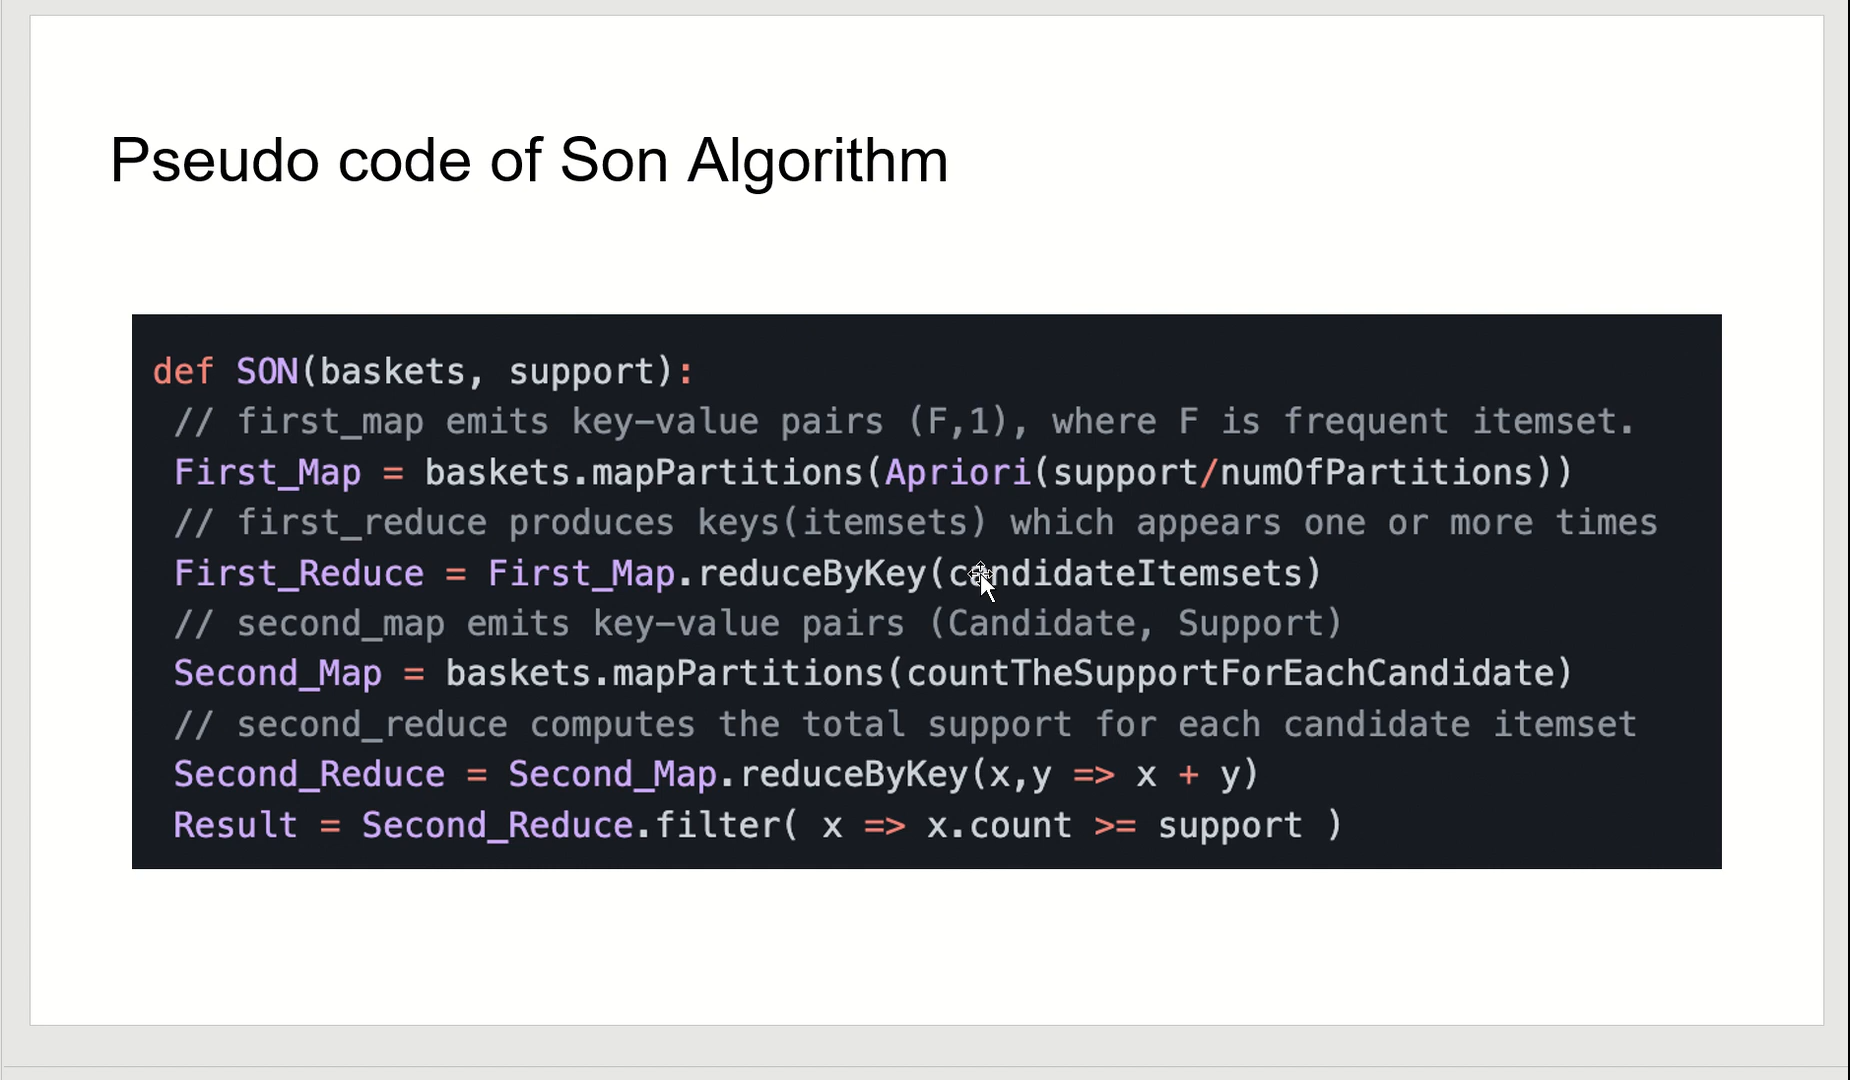 Pseudo code of Son Algorithm
def SON(baskets, support):
// first_map emits key-value pairs (F,1), where F is frequent itemset.
First_Map = baskets.mapPartitions(Apriori(support/numOfPartitions))
// first_reduce produces keys(itemsets) which appears one or more times
First_Reduce = First_Map.reduceByKey(candidateItemsets)
// second_map emits key-value pairs (Candidate, Support)
Second_Map = baskets.mapPartitions(countTheSupportForEachCandidate)
// second_reduce computes the total support for each candidate itemset
Second_Reduce = Second_Map.reduceByKey(x,y => x + y)
Result = Second_Reduce.filter( x => x.count >= support )